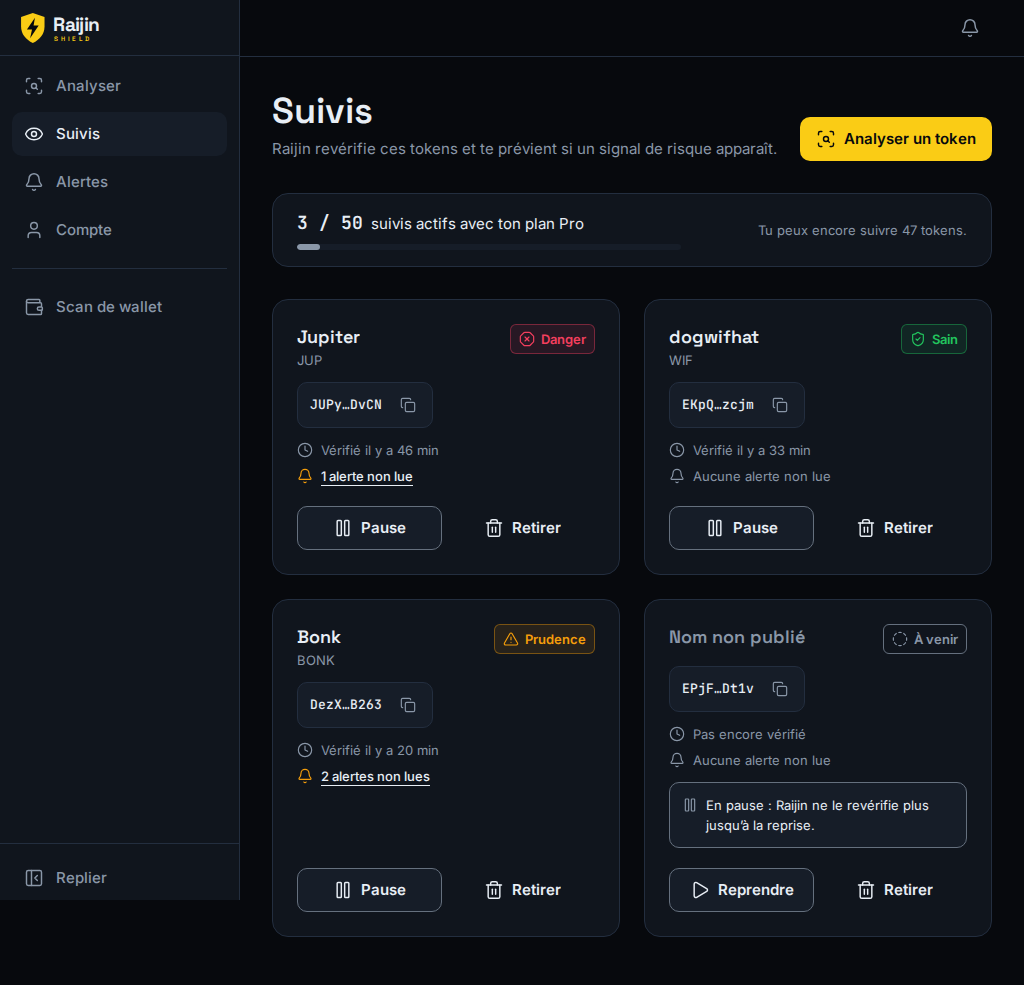 Raijin
SHIELD
Analyser
Suivis
Alertes
Compte
Scan de wallet
Replier
Suivis
Raijin revérifie ces tokens et te prévient si un signal de risque apparaît.
Analyser un token
3 / 50 suivis actifs avec ton plan Pro
Tu peux encore suivre 47 tokens.
Jupiter
Danger
JUP
JUPy…DvCN
Vérifié il y a 46 min
1 alerte non lue
Pause
Retirer
dogwifhat
Sain
WIF
EKpQ…zcjm
Vérifié il y a 33 min
Aucune alerte non lue
Pause
Retirer
Bonk
Prudence
BONK
DezX…B263
Vérifié il y a 20 min
2 alertes non lues
Pause
Retirer
Nom non publié
À venir
EPjF…Dt1v
Pas encore vérifié
Aucune alerte non lue
En pause : Raijin ne le revérifie plus
jusqu'à la reprise.
Reprendre
Retirer